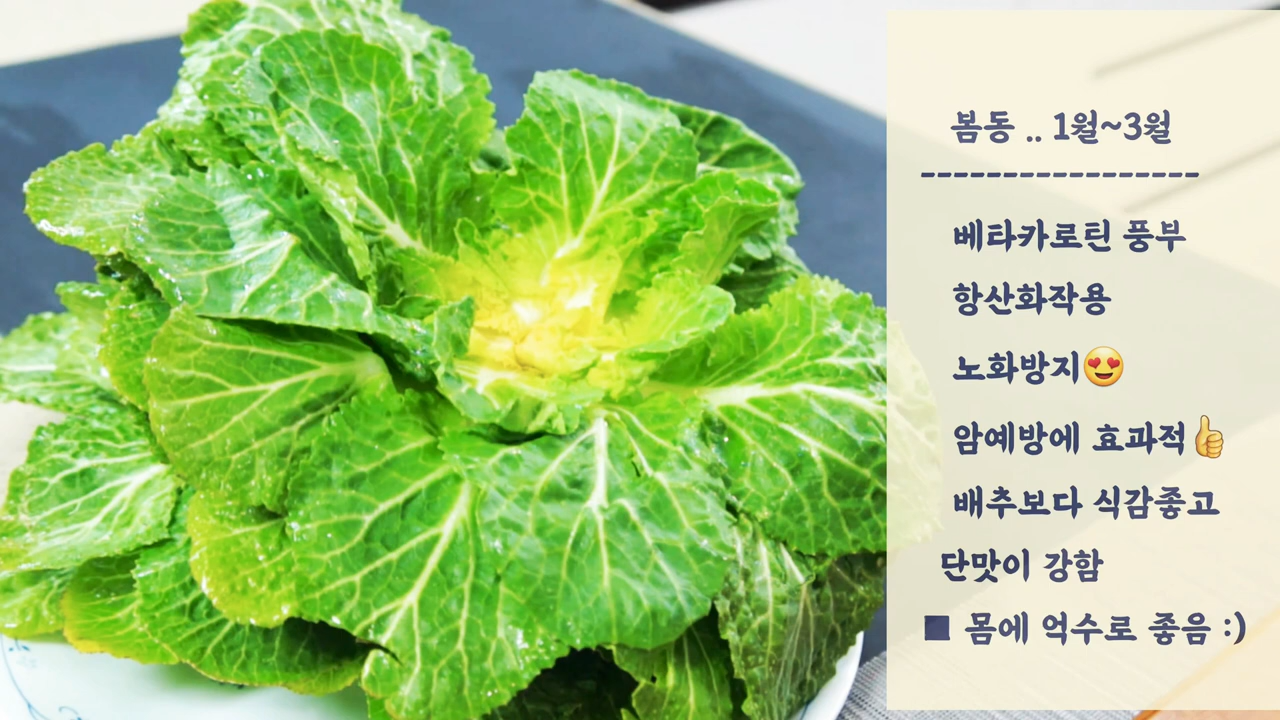 봄동 .. 1월~3월
-----------------
베타카로틴 풍부
항산화작용
노화방지😍
암예방에 효과적👍
배추보다 식감좋고
단맛이 강함
■ 몸에 억수로 좋음 :)